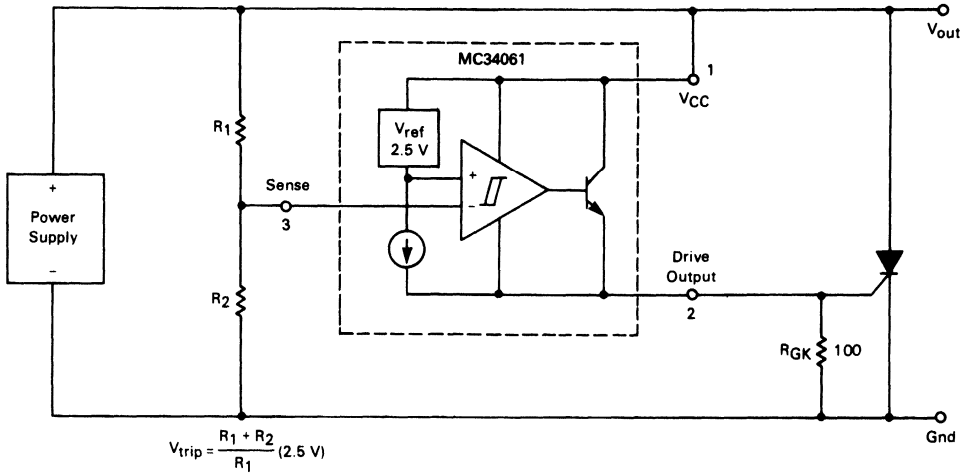 V_out
MC34061
1
V_CC
R_1
V_ref
2.5 V
+
Sense
+
−
3
Power
Supply
−
Drive
Output
R_2
2
R_GK 100
Gnd
V_trip = (R_1 + R_2)/R_1 (2.5 V)